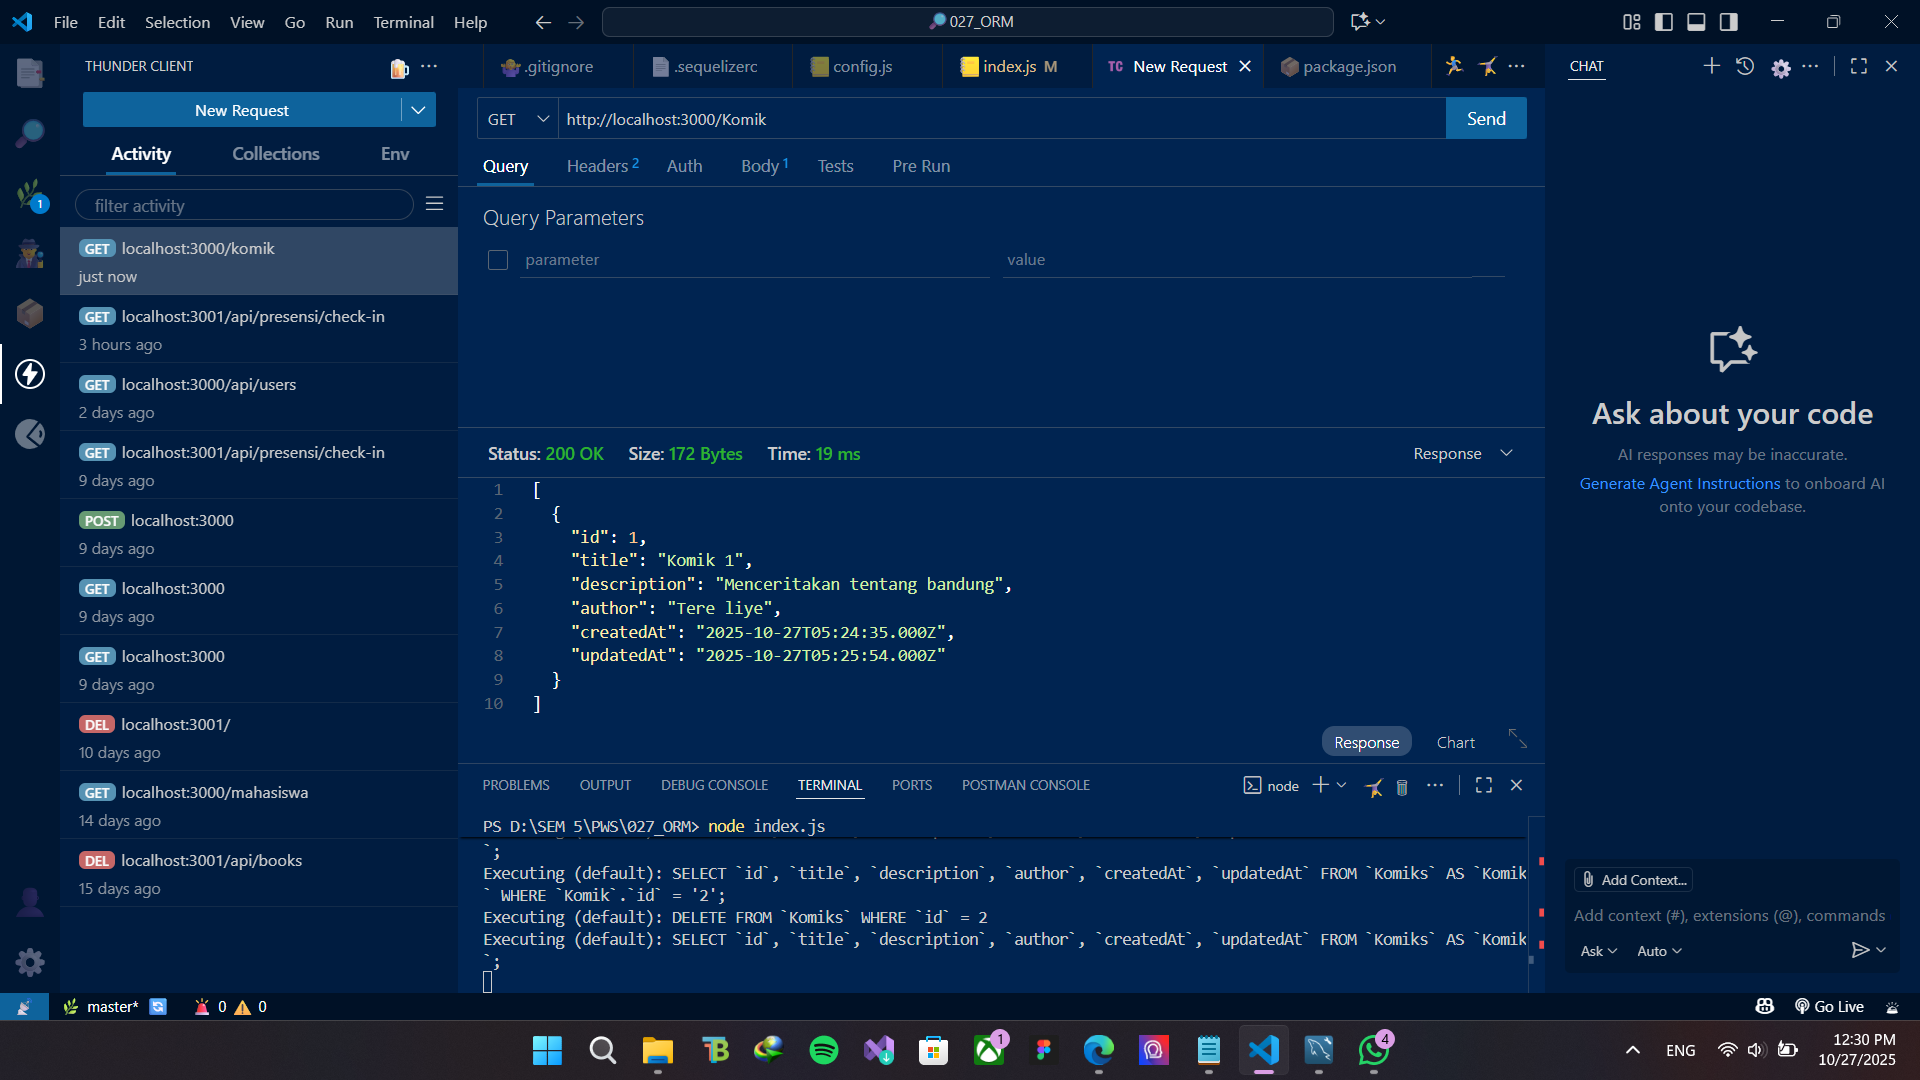 File Edit Selection View Go Run Terminal Help
027_ORM
THUNDER CLIENT
New Request
Activity Collections Env
filter activity
GET localhost:3000/komik
just now
GET localhost:3001/api/presensi/check-in
3 hours ago
GET localhost:3000/api/users
2 days ago
GET localhost:3001/api/presensi/check-in
9 days ago
POST localhost:3000
9 days ago
GET localhost:3000
9 days ago
GET localhost:3000
9 days ago
DEL localhost:3001/
10 days ago
GET localhost:3000/mahasiswa
14 days ago
DEL localhost:3001/api/books
15 days ago
1
.gitignore .sequelizerc config.js index.js M TC New Request package.json
GET http://localhost:3000/Komik Send
Query Headers 2 Auth Body 1 Tests Pre Run
Query Parameters
parameter value
Status: 200 OK Size: 172 Bytes Time: 19 ms Response
1 [
2 {
3 "id": 1,
4 "title": "Komik 1",
5 "description": "Menceritakan tentang bandung",
6 "author": "Tere liye",
7 "createdAt": "2025-10-27T05:24:35.000Z",
8 "updatedAt": "2025-10-27T05:25:54.000Z"
9 }
10 ]
Response Chart
PROBLEMS OUTPUT DEBUG CONSOLE TERMINAL PORTS POSTMAN CONSOLE node
PS D:\SEM 5\PWS\027_ORM> node index.js
`;
Executing (default): SELECT `id`, `title`, `description`, `author`, `createdAt`, `updatedAt` FROM `Komiks` AS `Komik
` WHERE `Komik`.`id` = '2';
Executing (default): DELETE FROM `Komiks` WHERE `id` = 2
Executing (default): SELECT `id`, `title`, `description`, `author`, `createdAt`, `updatedAt` FROM `Komiks` AS `Komik
`;
CHAT
Ask about your code
AI responses may be inaccurate.
Generate Agent Instructions to onboard AI
onto your codebase.
Add Context...
Add context (#), extensions (@), commands
Ask Auto
master* 0 0 Go Live
TB 1 4 ENG 12:30 PM
10/27/2025